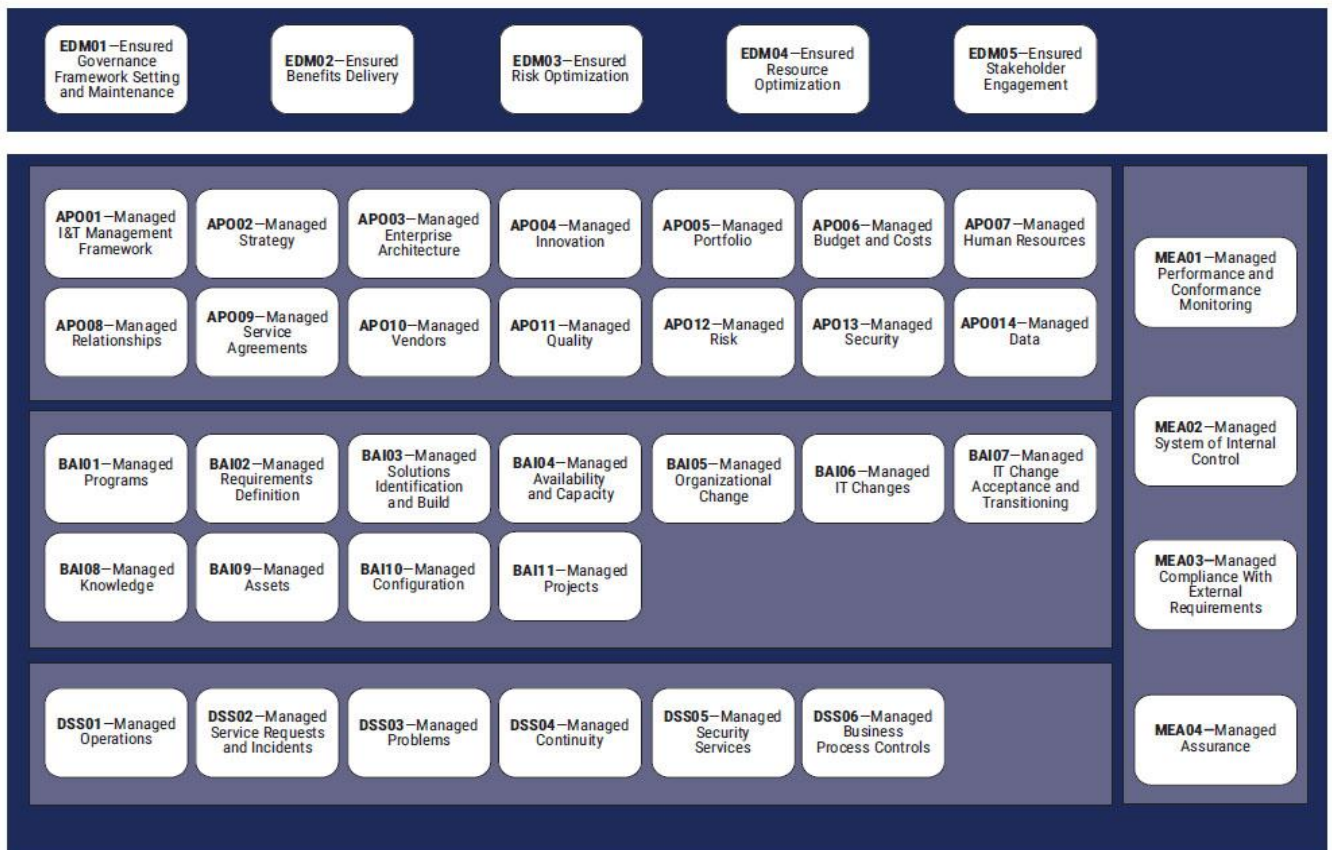 EDM01—Ensured
Governance
Framework Setting
and Maintenance
EDM02—Ensured
Benefits Delivery
EDM03—Ensured
Risk Optimization
EDM04—Ensured
Resource
Optimization
EDM05—Ensured
Stakeholder
Engagement
APO01—Managed
I&T Management
Framework
APO02—Managed
Strategy
APO03—Managed
Enterprise
Architecture
APO04—Managed
Innovation
APO05—Managed
Portfolio
APO06—Managed
Budget and Costs
APO07—Managed
Human Resources
APO08—Managed
Relationships
APO09—Managed
Service
Agreements
APO10—Managed
Vendors
APO11—Managed
Quality
APO12—Managed
Risk
APO13—Managed
Security
APO014—Managed
Data
BAI01—Managed
Programs
BAI02—Managed
Requirements
Definition
BAI03—Managed
Solutions
Identification
and Build
BAI04—Managed
Availability
and Capacity
BAI05—Managed
Organizational
Change
BAI06—Managed
IT Changes
BAI07—Managed
IT Change
Acceptance and
Transitioning
BAI08—Managed
Knowledge
BAI09—Managed
Assets
BAI10—Managed
Configuration
BAI11—Managed
Projects
DSS01—Managed
Operations
DSS02—Managed
Service Requests
and Incidents
DSS03—Managed
Problems
DSS04—Managed
Continuity
DSS05—Managed
Security
Services
DSS06—Managed
Business
Process Controls
MEA01—Managed
Performance and
Conformance
Monitoring
MEA02—Managed
System of Internal
Control
MEA03—Managed
Compliance With
External
Requirements
MEA04—Managed
Assurance